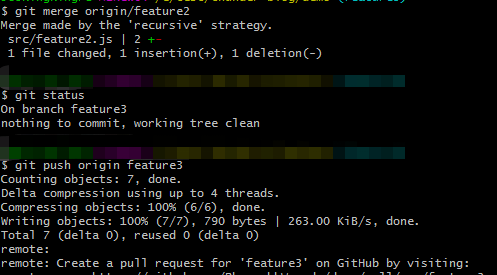 $ git merge origin/feature2
Merge made by the 'recursive' strategy.
src/feature2.js | 2 +-
1 file changed, 1 insertion(+), 1 deletion(-)
$ git status
On branch feature3
nothing to commit, working tree clean
$ git push origin feature3
Counting objects: 7, done.
Delta compression using up to 4 threads.
Compressing objects: 100% (6/6), done.
Writing objects: 100% (7/7), 790 bytes | 263.00 KiB/s, done.
Total 7 (delta 0), reused 0 (delta 0)
remote:
remote: Create a pull request for 'feature3' on GitHub by visiting: